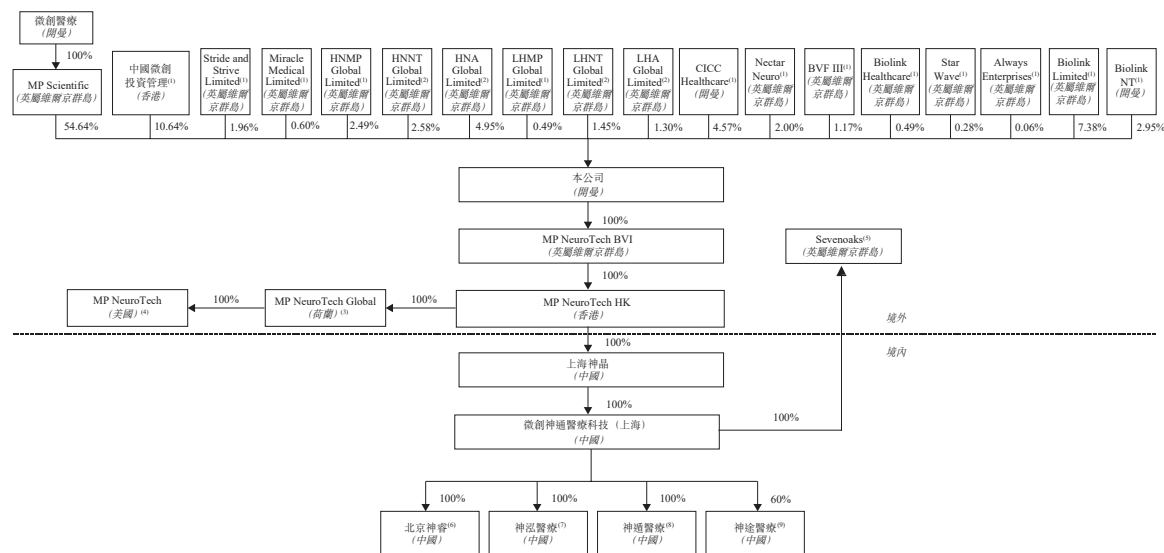 微創醫療
(開曼)
100%
MP Scientific
(英屬維爾京群島)
中國微創
投資管理(1)
(香港)
Stride and
Strive
Limited(1)
(英屬維爾
京群島)
Miracle
Medical
Limited(1)
(英屬維爾
京群島)
HNMP
Global
Limited(1)
(英屬維爾
京群島)
HNNT
Global
Limited(2)
(英屬維爾
京群島)
HNA
Global
Limited(2)
(英屬維爾
京群島)
LHMP
Global
Limited(1)
(英屬維爾
京群島)
LHNT
Global
Limited(2)
(英屬維爾
京群島)
LHA
Global
Limited(2)
(英屬維爾
京群島)
CICC
Healthcare(1)
(開曼)
Nectar
Neuro(1)
(英屬維爾
京群島)
BVF III(1)
(英屬維爾
京群島)
Biolink
Healthcare(1)
(英屬維爾
京群島)
Star
Wave(1)
(英屬維爾
京群島)
Always
Enterprises(1)
(英屬維爾
京群島)
Biolink
Limited(1)
(英屬維爾
京群島)
Biolink
NT(1)
(開曼)
54.64%
10.64%
1.96%
0.60%
2.49%
2.58%
4.95%
0.49%
1.45%
1.30%
4.57%
2.00%
1.17%
0.49%
0.28%
0.06%
7.38%
2.95%
本公司
(開曼)
100%
MP NeuroTech BVI
(英屬維爾京群島)
Sevenoaks(5)
(英屬維爾京群島)
100%
MP NeuroTech
(美國)(4)
100%
MP NeuroTech Global
(荷蘭)(3)
100%
MP NeuroTech HK
(香港)
境外
境內
100%
上海神晶
(中國)
100%
微創神通醫療科技（上海）
(中國)
100%
100%
100%
100%
60%
北京神睿(6)
(中國)
神泓醫療(7)
(中國)
神遁醫療(8)
(中國)
神途醫療(9)
(中國)